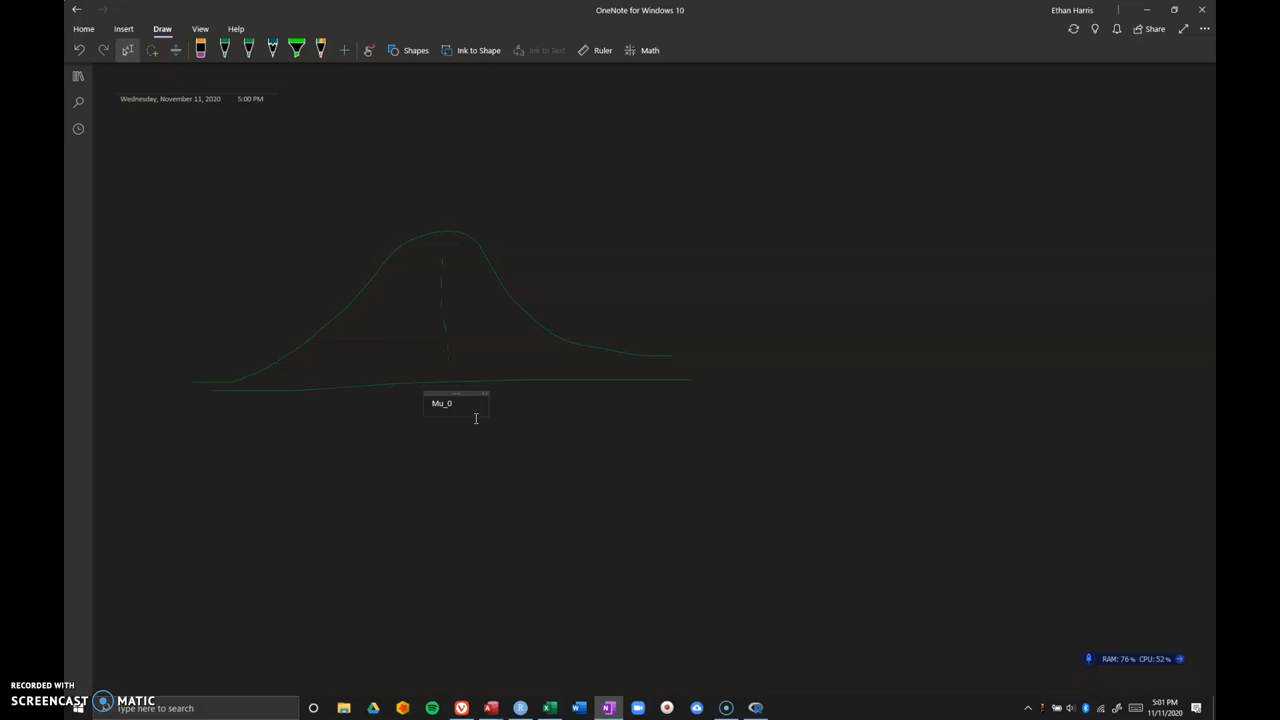 OneNote for Windows 10
Ethan Harris
Home Insert Draw View Help
Share
Shapes Ink to Shape Ink to Text Ruler Math
Wednesday, November 11, 2020 5:00 PM
Mu_0
RAM: 76% CPU: 52%
RECORDED WITH
SCREENCAST MATIC
Type here to search
5:01 PM
11/11/2020